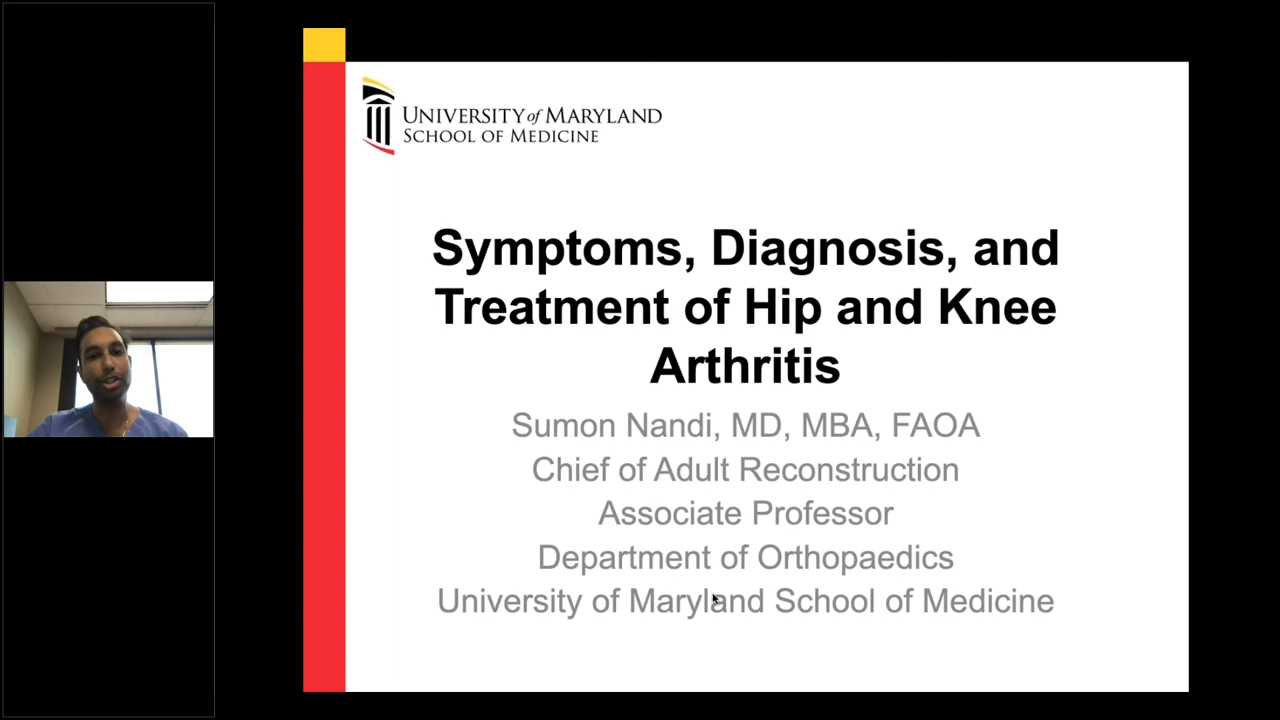 UNIVERSITY of MARYLAND
SCHOOL OF MEDICINE
Symptoms, Diagnosis, and
Treatment of Hip and Knee
Arthritis
Sumon Nandi, MD, MBA, FAOA
Chief of Adult Reconstruction
Associate Professor
Department of Orthopaedics
University of Maryland School of Medicine